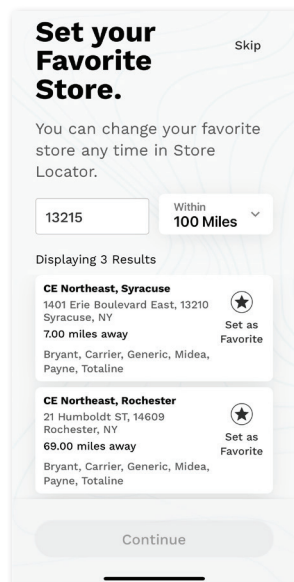 Set your
Skip
Favorite
Store.
You can change your favorite
store any time in Store
Locator.
13215
Within
100 Miles
Displaying 3 Results
CE Northeast, Syracuse
1401 Erie Boulevard East, 13210
Syracuse, NY
7.00 miles away
Set as
Favorite
Bryant, Carrier, Generic, Midea,
Payne, Totaline
CE Northeast, Rochester
21 Humboldt ST, 14609
Rochester, NY
69.00 miles away
Set as
Favorite
Bryant, Carrier, Generic, Midea,
Payne, Totaline
Continue